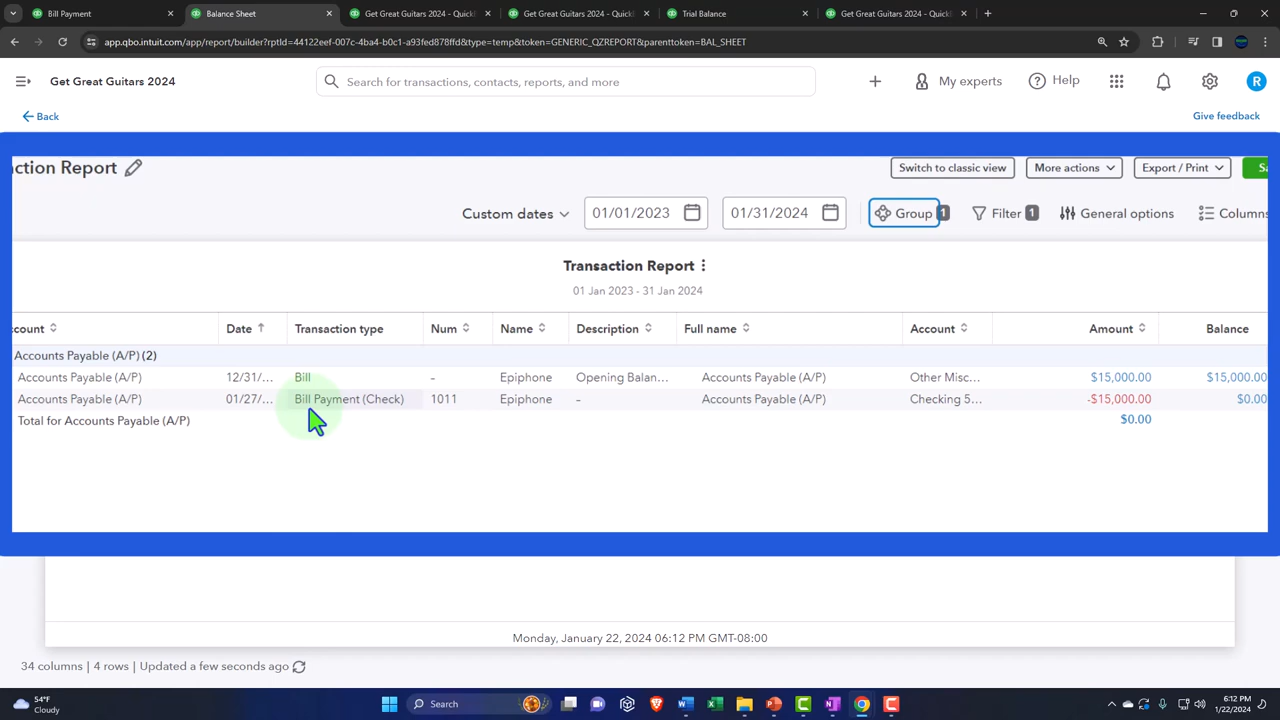 Bill Payment
Balance Sheet
Get Great Guitars 2024 - QuickB
Get Great Guitars 2024 - QuickB
Trial Balance
Get Great Guitars 2024 - QuickB
app.qbo.intuit.com/app/report/builder?rptId=44122eef-007c-4ba4-b0c1-a93fed878ffd&type=temp&token=GENERIC_QZREPORT&parenttoken=BAL_SHEET
Get Great Guitars 2024
Search for transactions, contacts, reports, and more
My experts
Help
R
Back
Give feedback
ction Report
Switch to classic view
More actions
Export / Print
Custom dates
01/01/2023
01/31/2024
Group 1
Filter 1
General options
Columns
Transaction Report
01 Jan 2023 - 31 Jan 2024
ccount Date Transaction type Num Name Description Full name Account Amount Balance
Accounts Payable (A/P) (2)
Accounts Payable (A/P) 12/31/... Bill – Epiphone Opening Balan... Accounts Payable (A/P) Other Misc... $15,000.00 $15,000.00
Accounts Payable (A/P) 01/27/... Bill Payment (Check) 1011 Epiphone – Accounts Payable (A/P) Checking 5... -$15,000.00 $0.00
Total for Accounts Payable (A/P) $0.00
Monday, January 22, 2024 06:12 PM GMT-08:00
34 columns | 4 rows | Updated a few seconds ago
54°F
Cloudy
Search
6:12 PM
1/22/2024